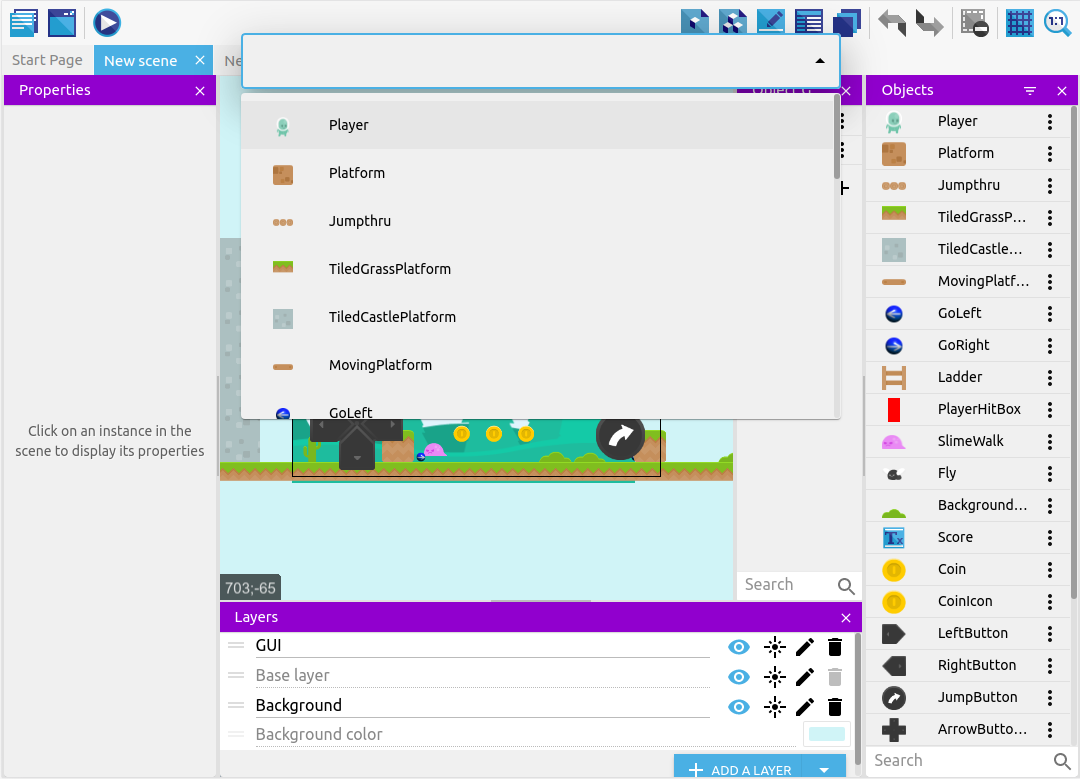 1:1
Start Page
New scene
Ne
Properties
Click on an instance in the
scene to display its properties
Player
Platform
Jumpthru
TiledGrassPlatform
TiledCastlePlatform
MovingPlatform
GoLeft
703;-65
Search
Objects
Player
Platform
Jumpthru
TiledGrassP...
TiledCastle...
MovingPlatf...
GoLeft
GoRight
Ladder
PlayerHitBox
SlimeWalk
Fly
Background...
Tx
Score
Coin
CoinIcon
LeftButton
RightButton
JumpButton
ArrowButto...
Search
Layers
GUI
Base layer
Background
Background color
ADD A LAYER